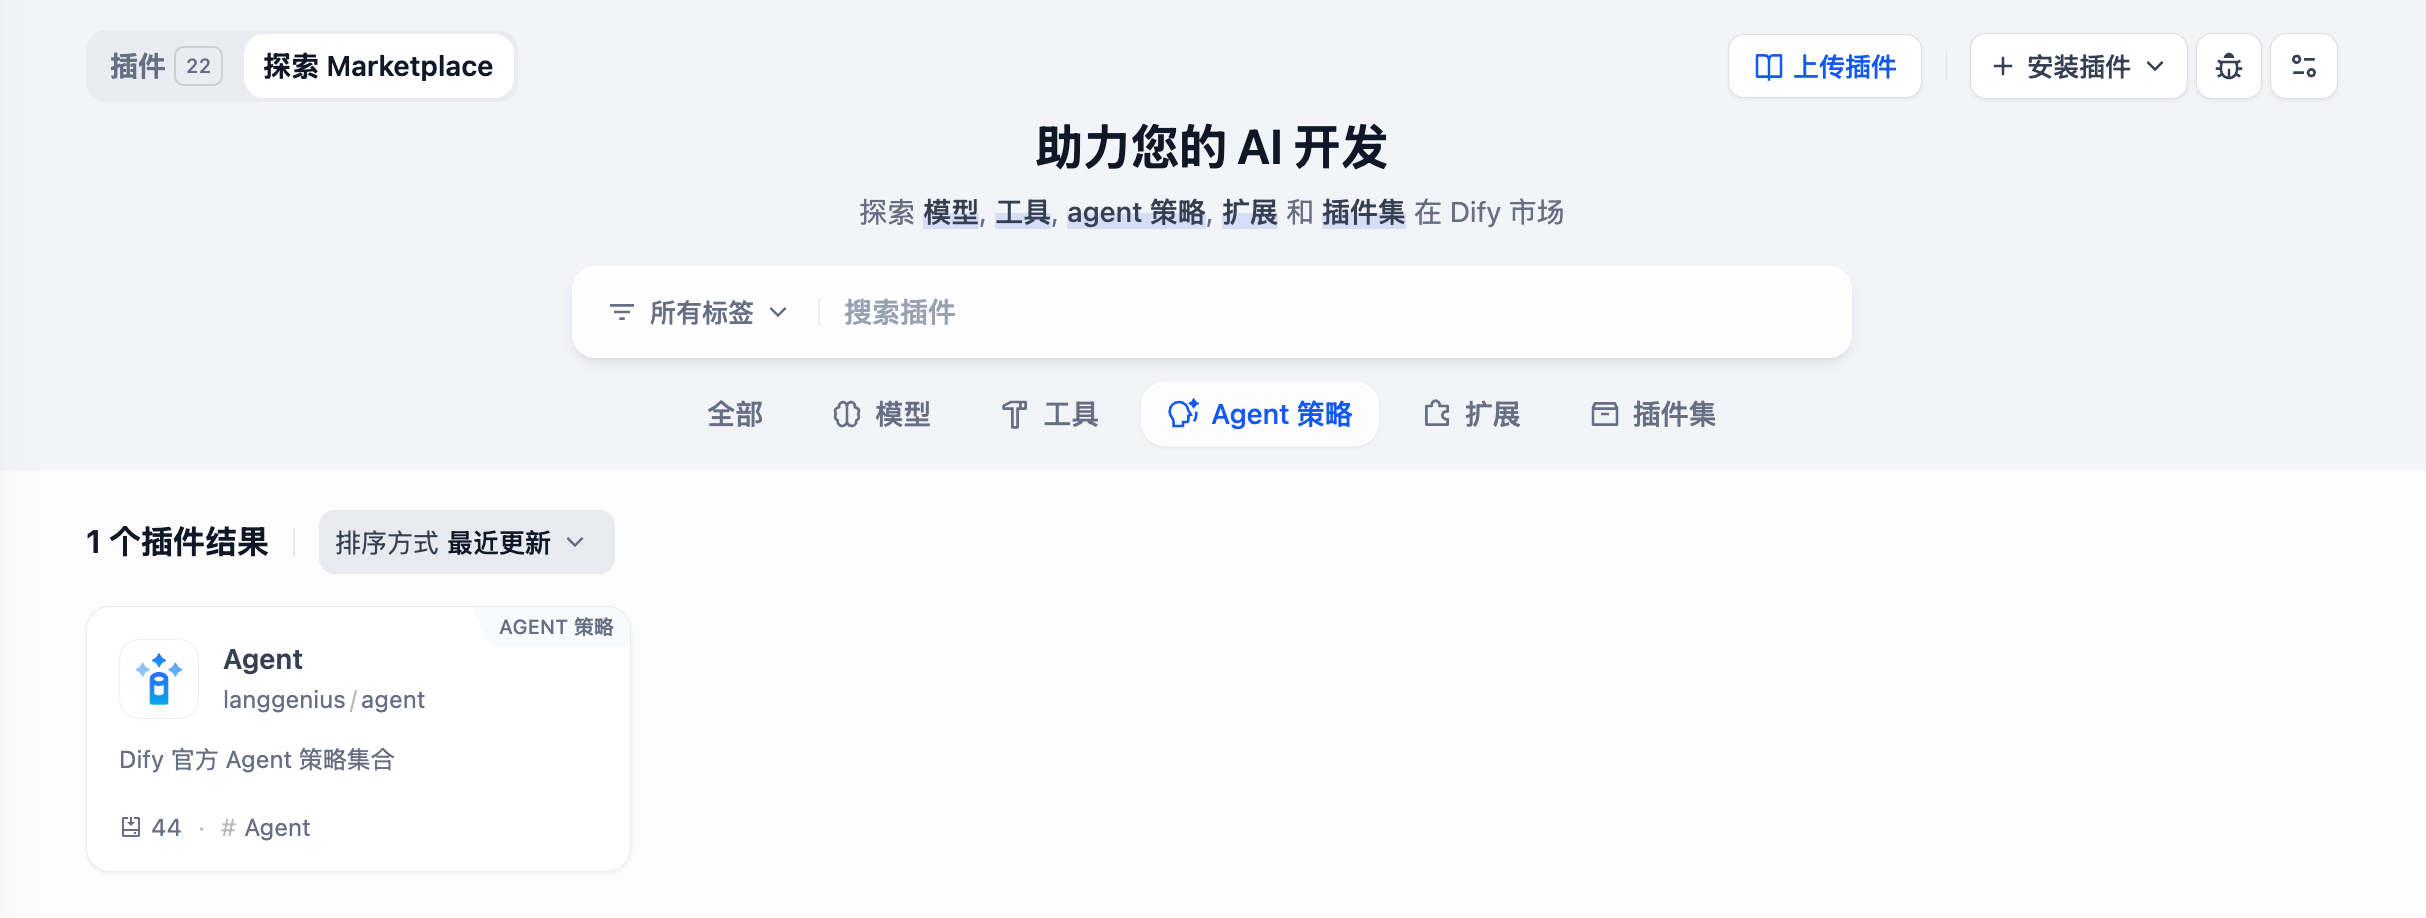 插件 22 探索 Marketplace 上传插件 安装插件
助力您的 AI 开发
探索 模型, 工具, agent 策略, 扩展 和 插件集 在 Dify 市场
所有标签 搜索插件
全部 模型 工具 Agent 策略 扩展 插件集
1 个插件结果 排序方式 最近更新
AGENT 策略
Agent
langgenius / agent
Dify 官方 Agent 策略集合
44 · # Agent